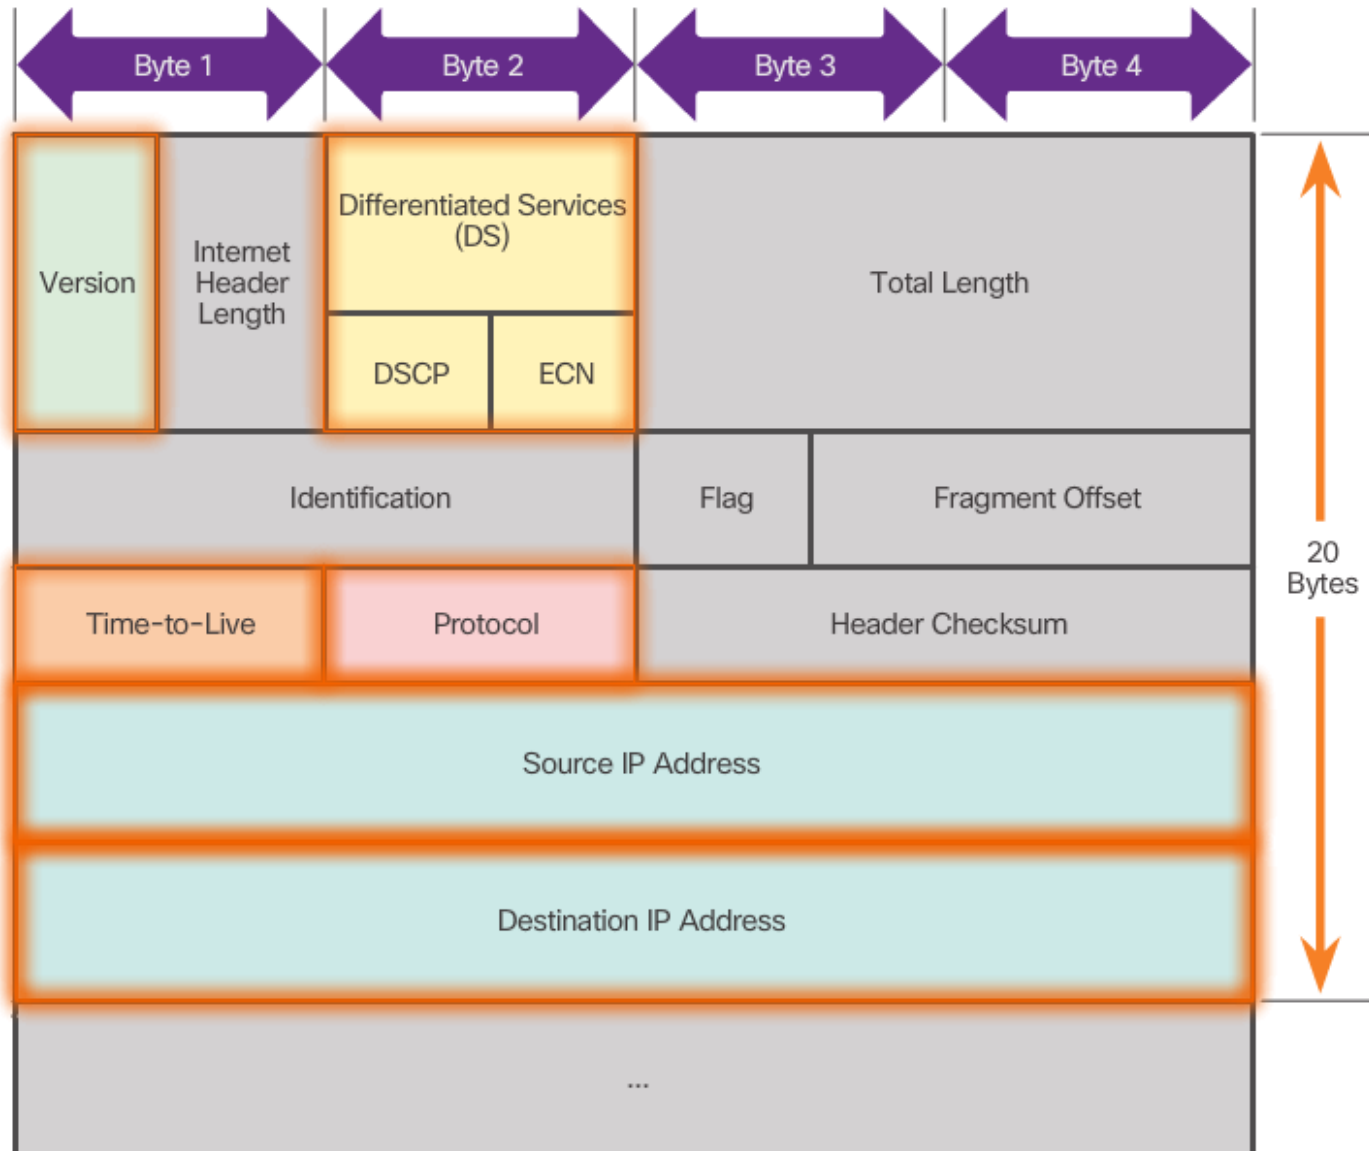 Byte 1
Byte 2
Byte 3
Byte 4
Version
Internet
Header
Length
Differentiated Services
(DS)
DSCP
ECN
Total Length
Identification
Flag
Fragment Offset
Time-to-Live
Protocol
Header Checksum
Source IP Address
Destination IP Address
...
20
Bytes